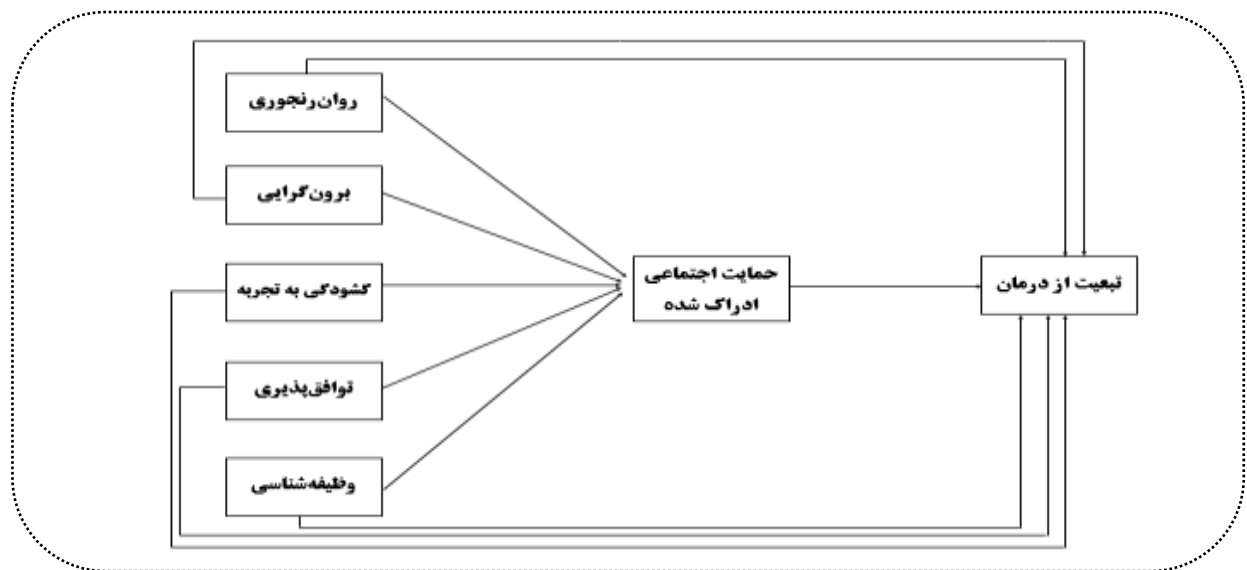 روان‌رنجوری
برون‌گرایی
گشودگی به تجربه
توافق‌پذیری
وظیفه‌شناسی
حمایت اجتماعی
ادراک شده
تبعیت از درمان